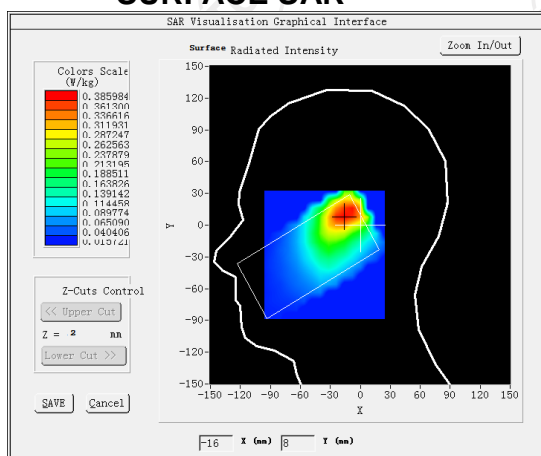 SURFACE SAR
SAR Visualisation Graphical Interface
Surface Radiated Intensity
Zoom In/Out
Colors Scale
(W/kg)
0.385984
0.361300
0.336616
0.311931
0.287247
0.262563
0.237879
0.213195
0.188511
0.163826
0.139142
0.114458
0.089774
0.065090
0.040406
0.015721
150
120
90
60
30
0
-30
-60
-90
-120
-150
Y
-150 -120 -90 -60 -30 0 30 60 90 120 150
X
Z-Cuts Control
<< Upper Cut
Z = 2 mm
Lower Cut >>
SAVE
Cancel
-16 X (mm) 8 Y (mm)